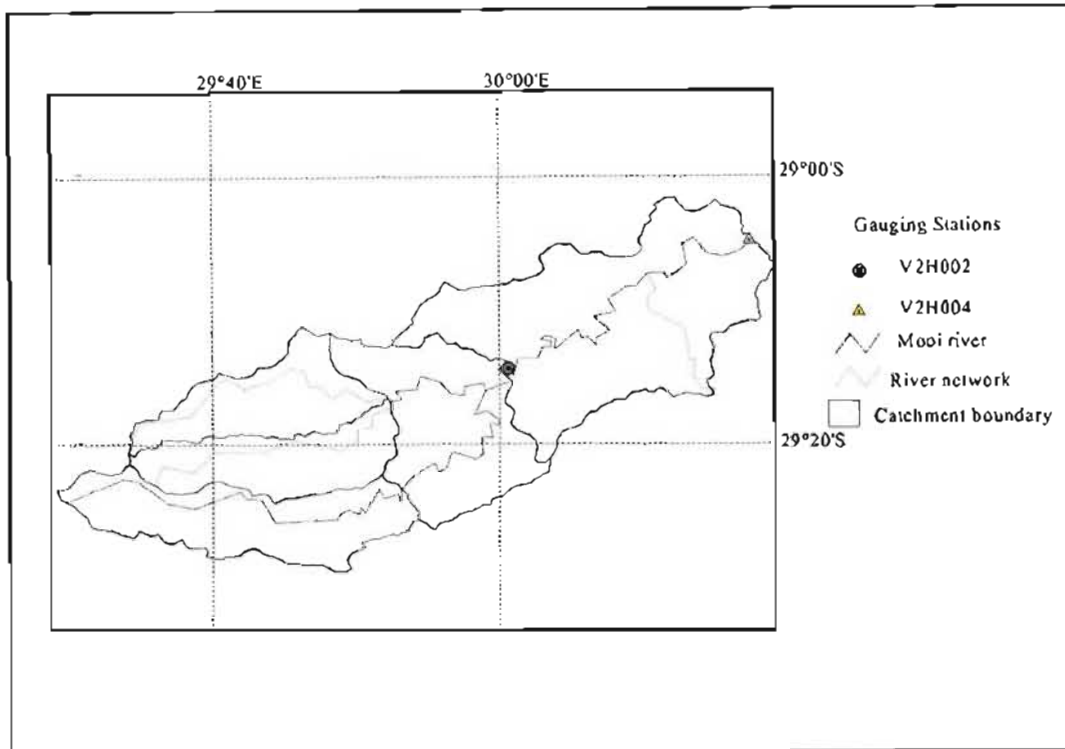 29°40'E
30°00'E
29°00'S
29°20'S
Gauging Stations
V2H002
V2H004
Mooi river
River network
Catchment boundary